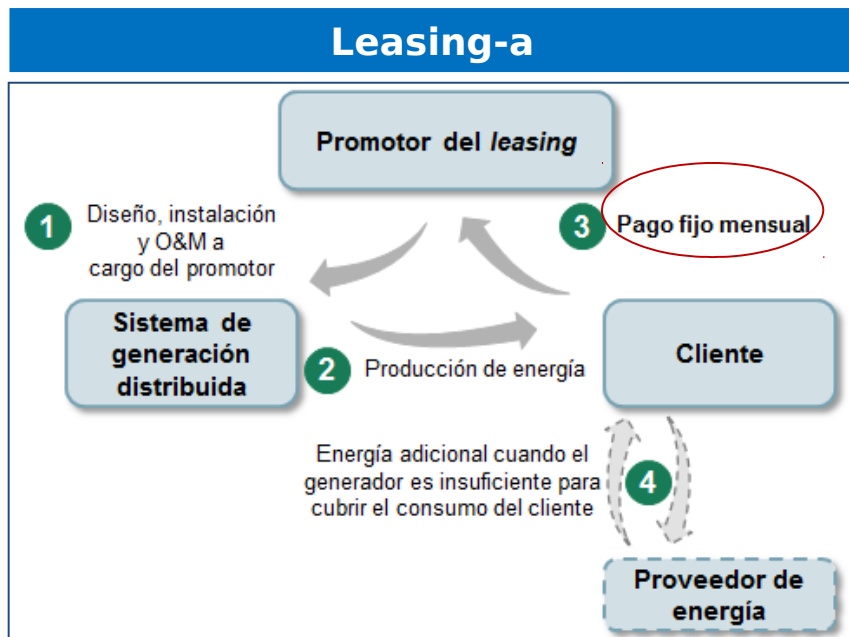 Leasing-a
Promotor del leasing
1
Diseño, instalación
y O&M a
cargo del promotor
3
Pago fijo mensual
Sistema de
generación
distribuida
2
Producción de energía
Cliente
Energía adicional cuando el
generador es insuficiente para
cubrir el consumo del cliente
4
Proveedor de
energía